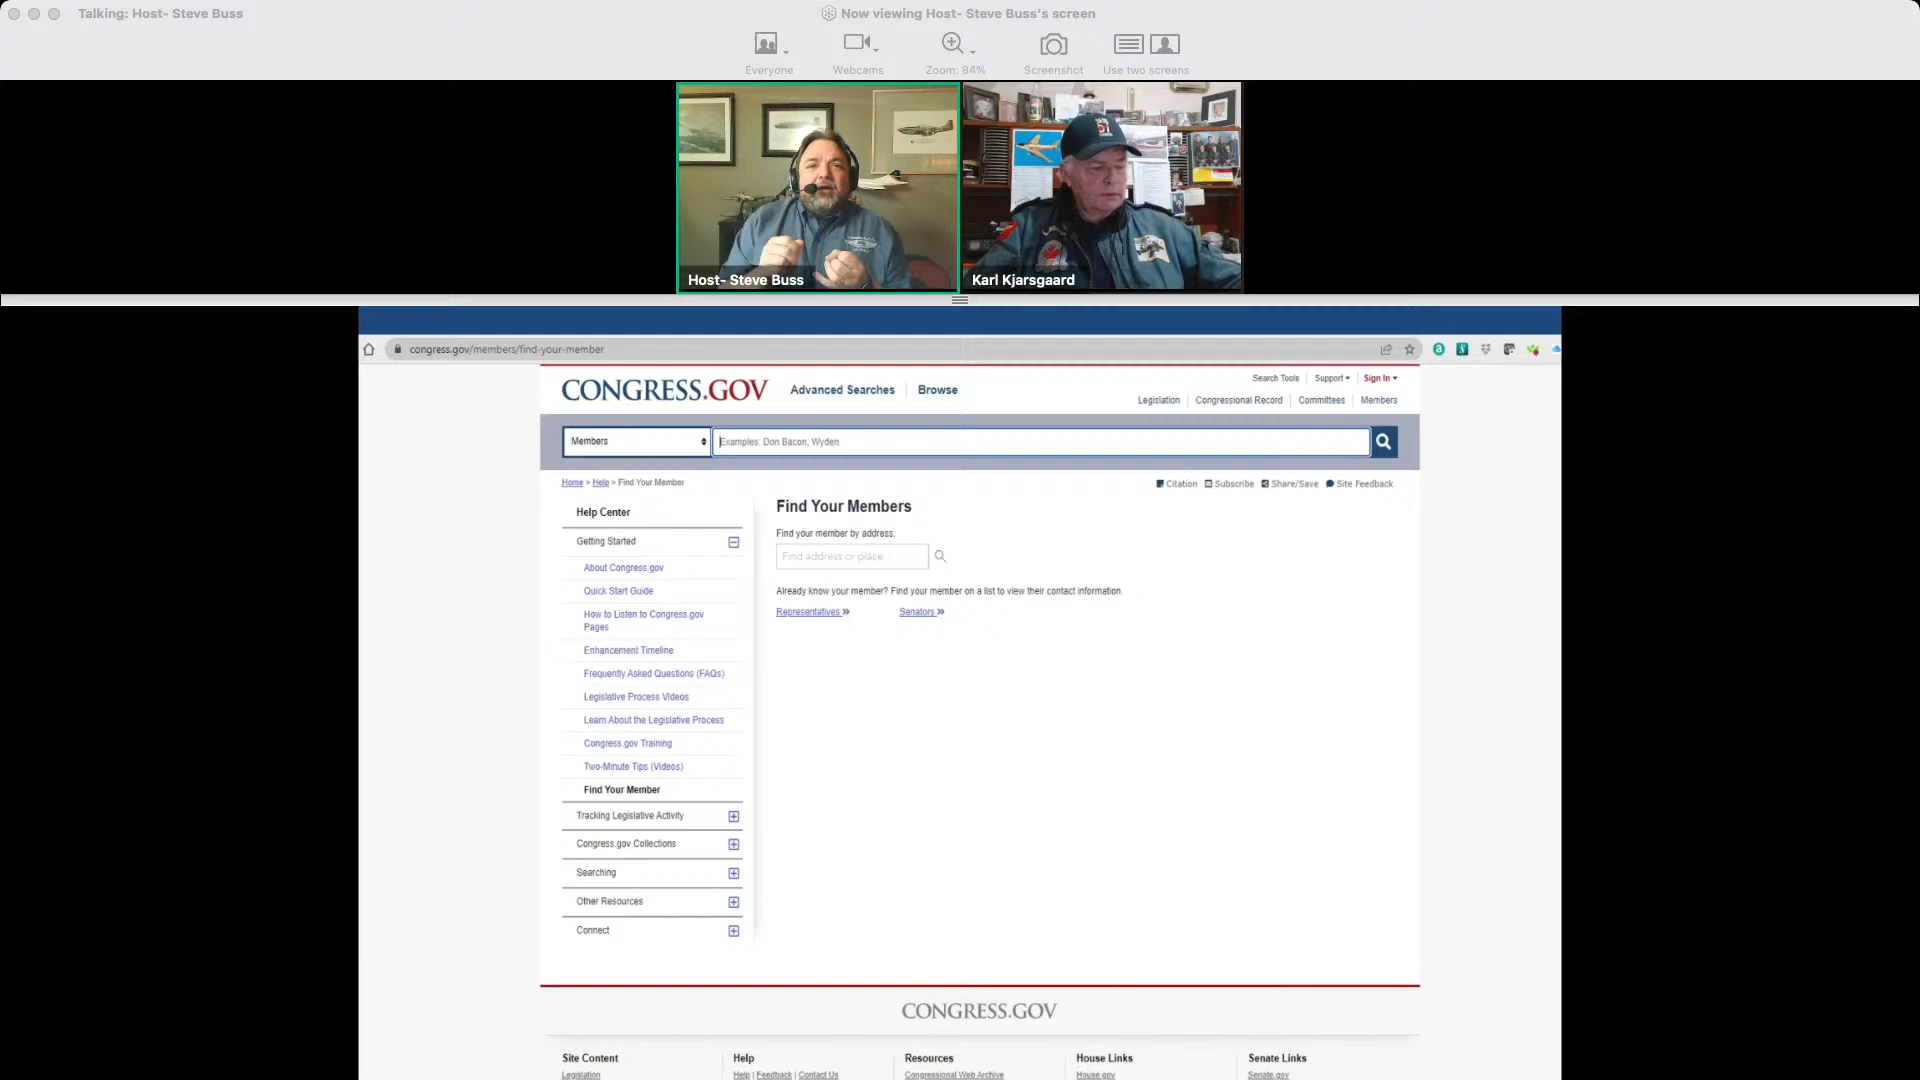 Talking: Host- Steve Buss
Now viewing Host- Steve Buss's screen
Everyone
Webcams
Zoom: 94%
Screenshot
Use two screens
57
Host- Steve Buss
Karl Kjarsgaard
congress.gov/members/find-your-member
CONGRESS.GOV
Advanced Searches
Browse
Search Tools
Support
Sign In
Legislation
Congressional Record
Committees
Members
Members
Examples: Don Bacon, Wyden
Home > Help > Find Your Member
Citation
Subscribe
Share/Save
Site Feedback
Help Center
Getting Started
About Congress.gov
Quick Start Guide
How to Listen to Congress.gov
Pages
Enhancement Timeline
Frequently Asked Questions (FAQs)
Legislative Process Videos
Learn About the Legislative Process
Congress.gov Training
Two-Minute Tips (Videos)
Find Your Member
Tracking Legislative Activity
Congress.gov Collections
Searching
Other Resources
Connect
Find Your Members
Find your member by address:
Find address or place
Already know your member? Find your member on a list to view their contact information.
Representatives »
Senators »
CONGRESS.GOV
Site Content
Legislation
Help
Help | Feedback | Contact Us
Resources
Congressional Web Archive
House Links
House.gov
Senate Links
Senate.gov